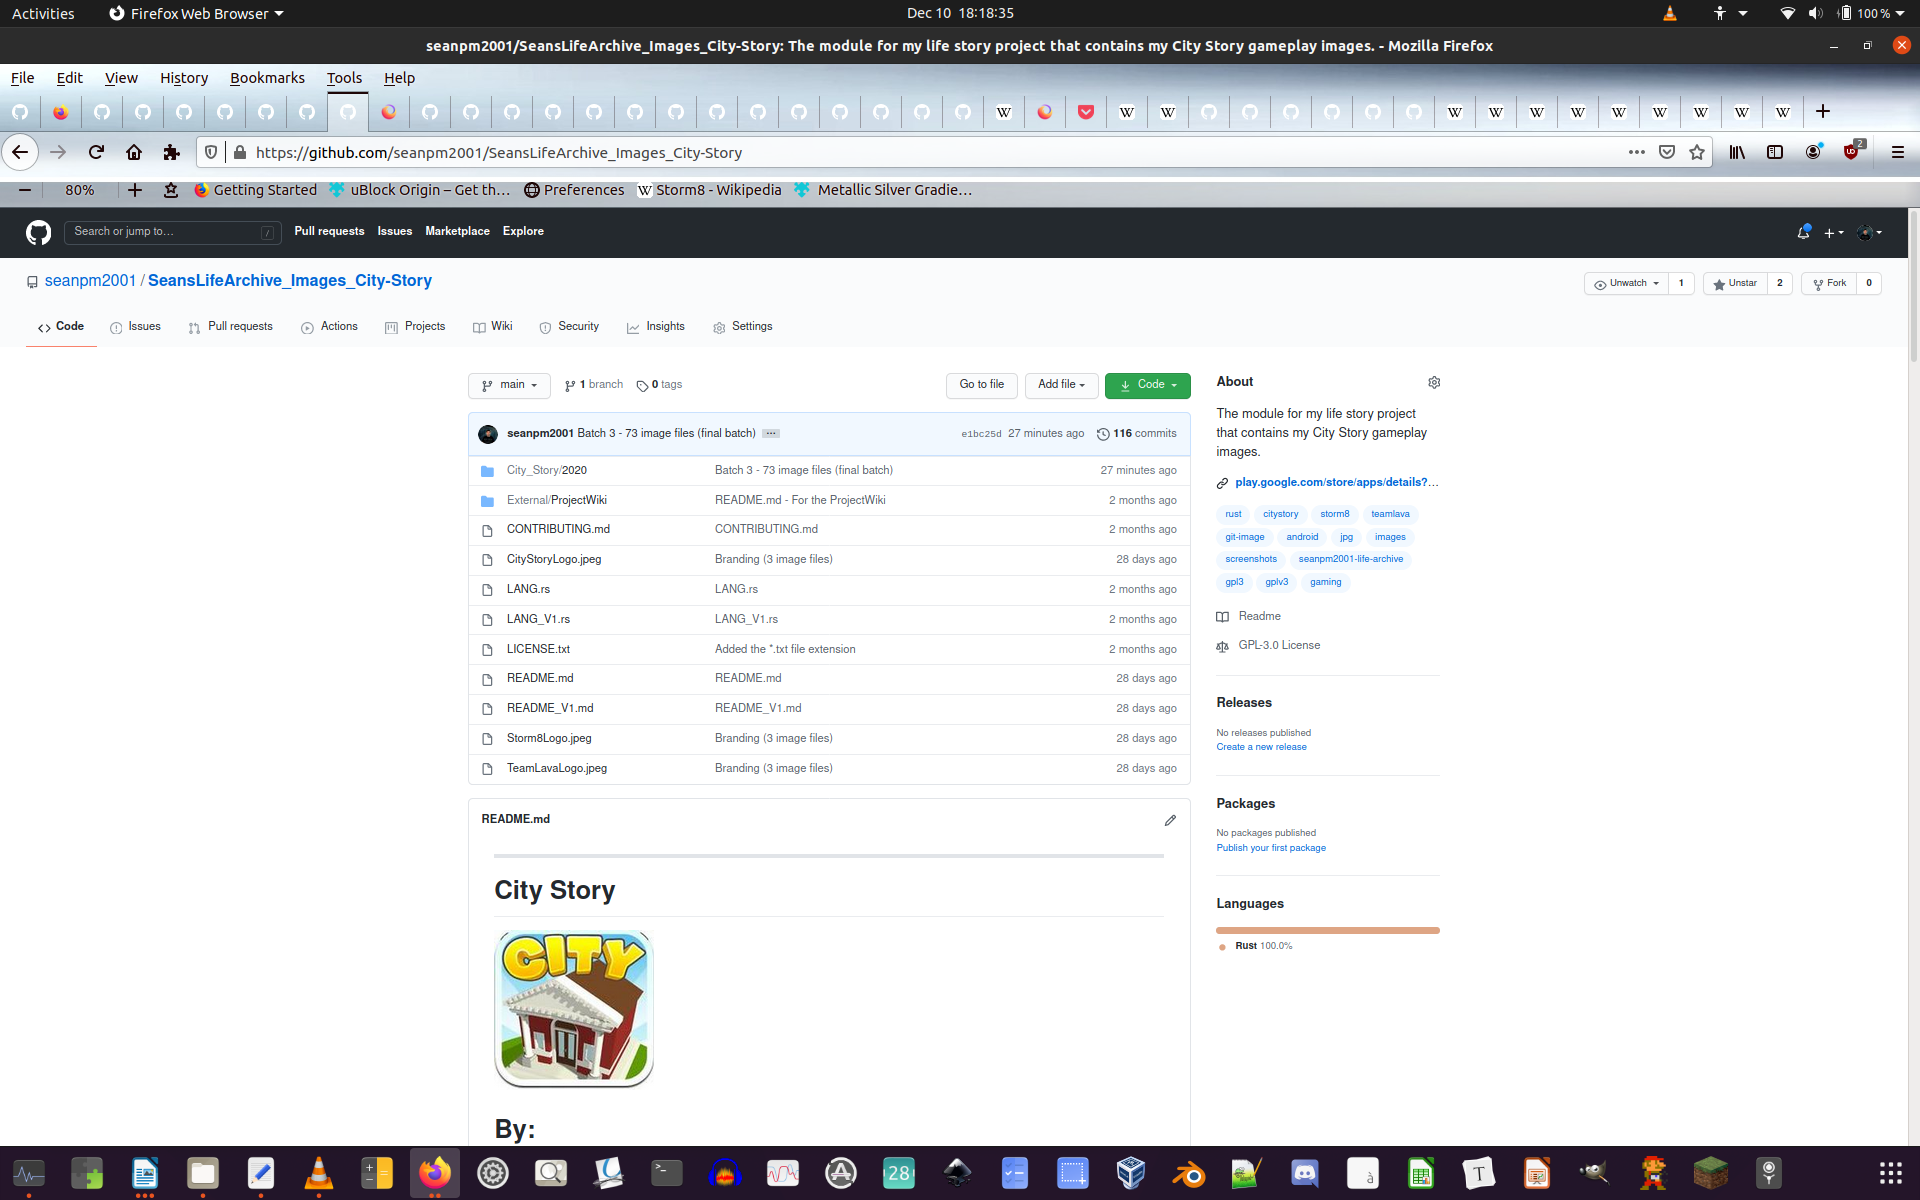 Activities Firefox Web Browser Dec 10 18:18:35 100 %
seanpm2001/SeansLifeArchive_Images_City-Story: The module for my life story project that contains my City Story gameplay images. - Mozilla Firefox
File Edit View History Bookmarks Tools Help
https://github.com/seanpm2001/SeansLifeArchive_Images_City-Story 2
80% Getting Started uBlock Origin – Get th… Preferences Storm8 - Wikipedia Metallic Silver Gradie…
Search or jump to… / Pull requests Issues Marketplace Explore
seanpm2001 / SeansLifeArchive_Images_City-Story Unwatch 1 Unstar 2 Fork 0
Code Issues Pull requests Actions Projects Wiki Security Insights Settings
main 1 branch 0 tags Go to file Add file Code
seanpm2001 Batch 3 - 73 image files (final batch) ... e1bc25d 27 minutes ago 116 commits
City_Story/2020 Batch 3 - 73 image files (final batch) 27 minutes ago
External/ProjectWiki README.md - For the ProjectWiki 2 months ago
CONTRIBUTING.md CONTRIBUTING.md 2 months ago
CityStoryLogo.jpeg Branding (3 image files) 28 days ago
LANG.rs LANG.rs 2 months ago
LANG_V1.rs LANG_V1.rs 2 months ago
LICENSE.txt Added the *.txt file extension 2 months ago
README.md README.md 28 days ago
README_V1.md README_V1.md 28 days ago
Storm8Logo.jpeg Branding (3 image files) 28 days ago
TeamLavaLogo.jpeg Branding (3 image files) 28 days ago
README.md
City Story
CITY
By:
About
The module for my life story project
that contains my City Story gameplay
images.
play.google.com/store/apps/details?…
rust citystory storm8 teamlava
git-image android jpg images
screenshots seanpm2001-life-archive
gpl3 gplv3 gaming
Readme
GPL-3.0 License
Releases
No releases published
Create a new release
Packages
No packages published
Publish your first package
Languages
Rust 100.0%
28